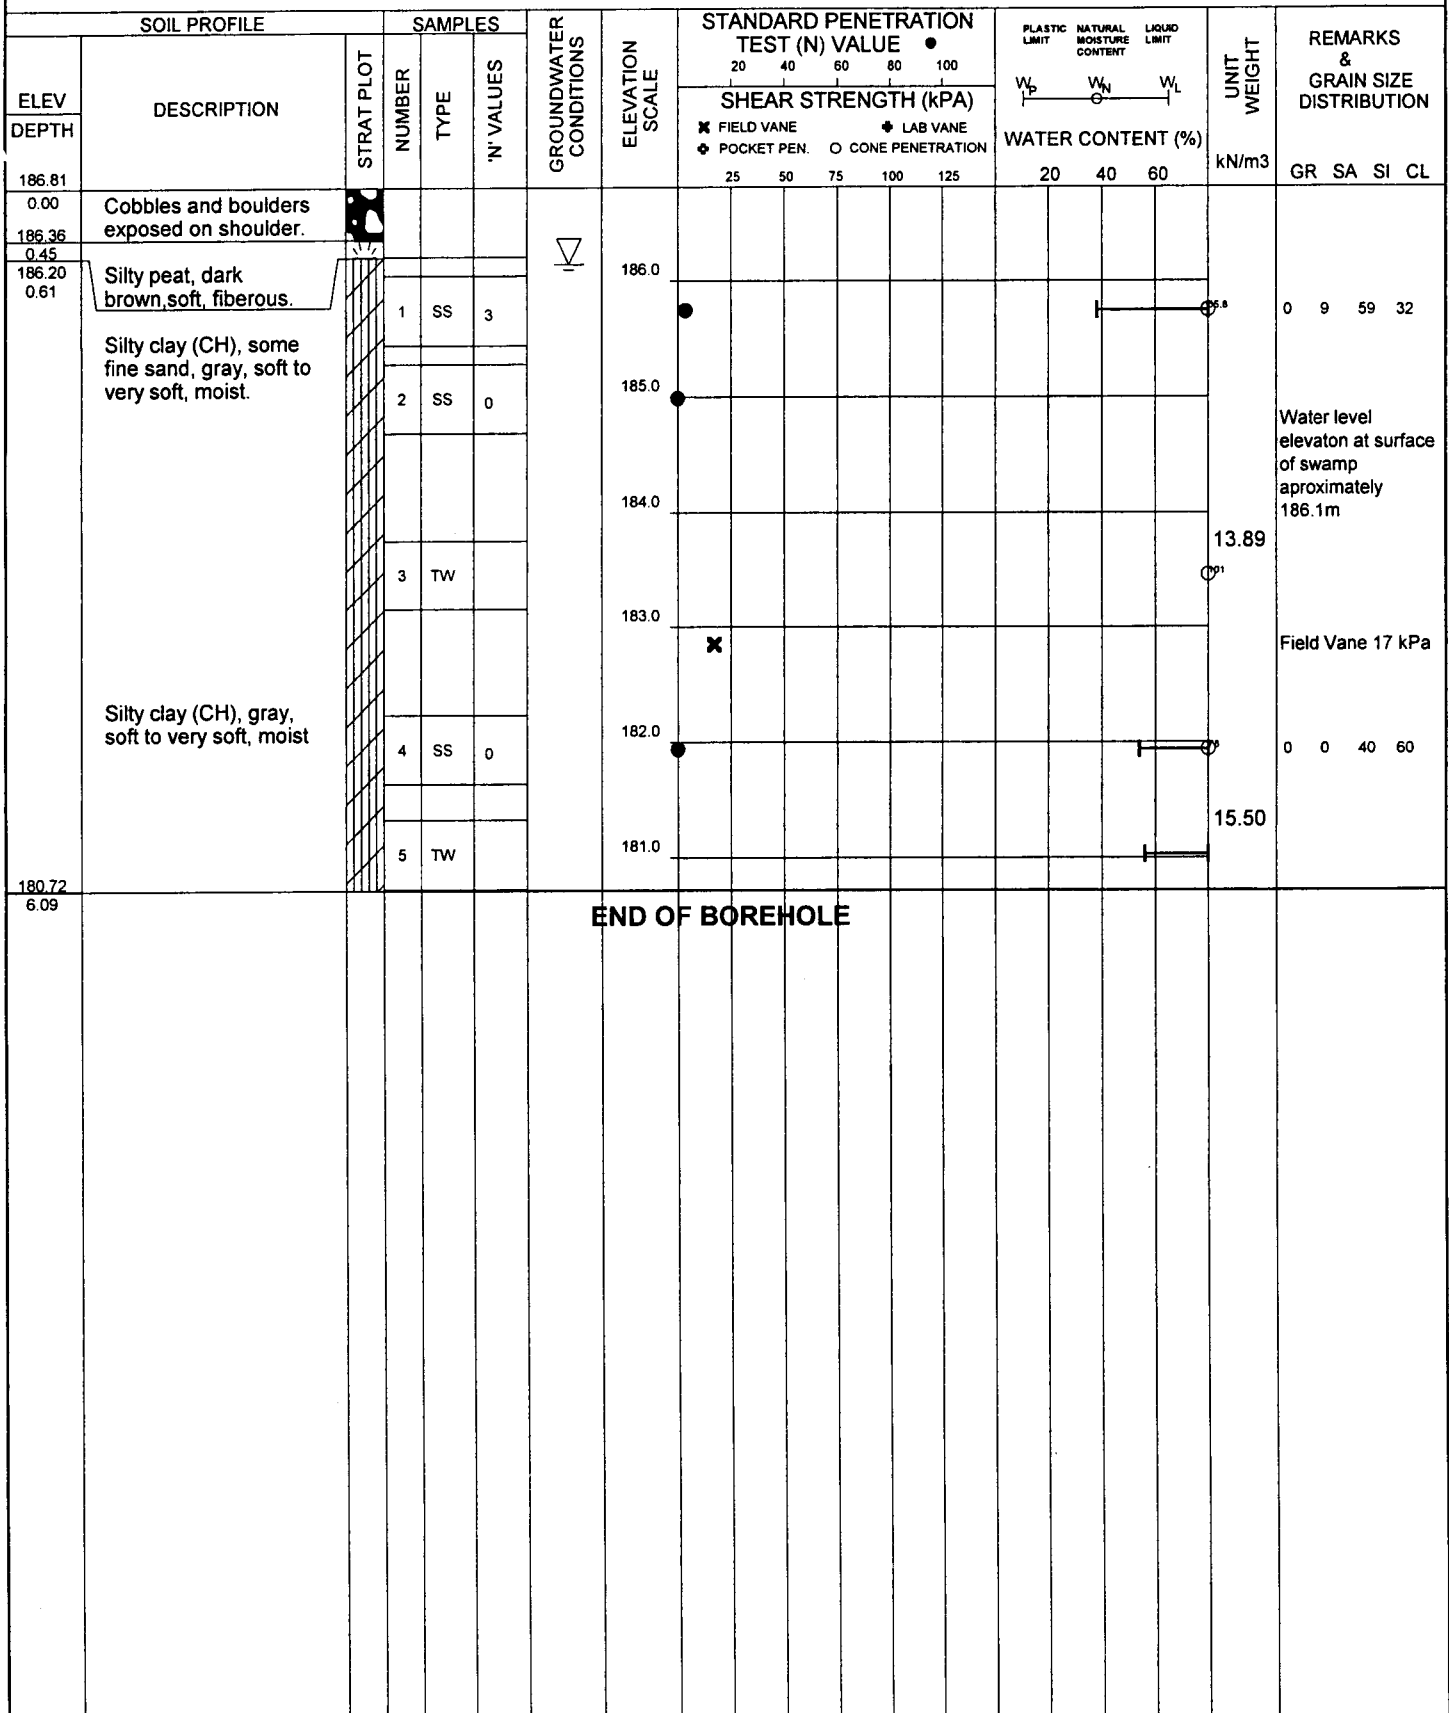 SOIL PROFILE
SAMPLES
GROUNDWATER CONDITIONS
ELEVATION SCALE
STANDARD PENETRATION
TEST (N) VALUE ●
20 40 60 80 100
SHEAR STRENGTH (kPA)
✖ FIELD VANE
LAB VANE
POCKET PEN.
○ CONE PENETRATION
25 50 75 100 125
PLASTIC LIMIT
NATURAL MOISTURE CONTENT
LIQUID LIMIT
WP WN WL
WATER CONTENT (%)
20 40 60
UNIT WEIGHT
kN/m3
REMARKS
&
GRAIN SIZE
DISTRIBUTION
GR SA SI CL
ELEV
DEPTH
DESCRIPTION
STRAT PLOT
NUMBER
TYPE
'N' VALUES
186.81
0.00
Cobbles and boulders
exposed on shoulder.
186.36
0.45
186.20
0.61
Silty peat, dark
brown,soft, fiberous.
186.0
1 SS 3
0 9 59 32
Silty clay (CH), some
fine sand, gray, soft to
very soft, moist.
185.0
2 SS 0
Water level
elevaton at surface
of swamp
aproximately
186.1m
184.0
13.89
3 TW
183.0
Field Vane 17 kPa
Silty clay (CH), gray,
soft to very soft, moist
182.0
4 SS 0
0 0 40 60
15.50
181.0
5 TW
180.72
6.09
END OF BOREHOLE